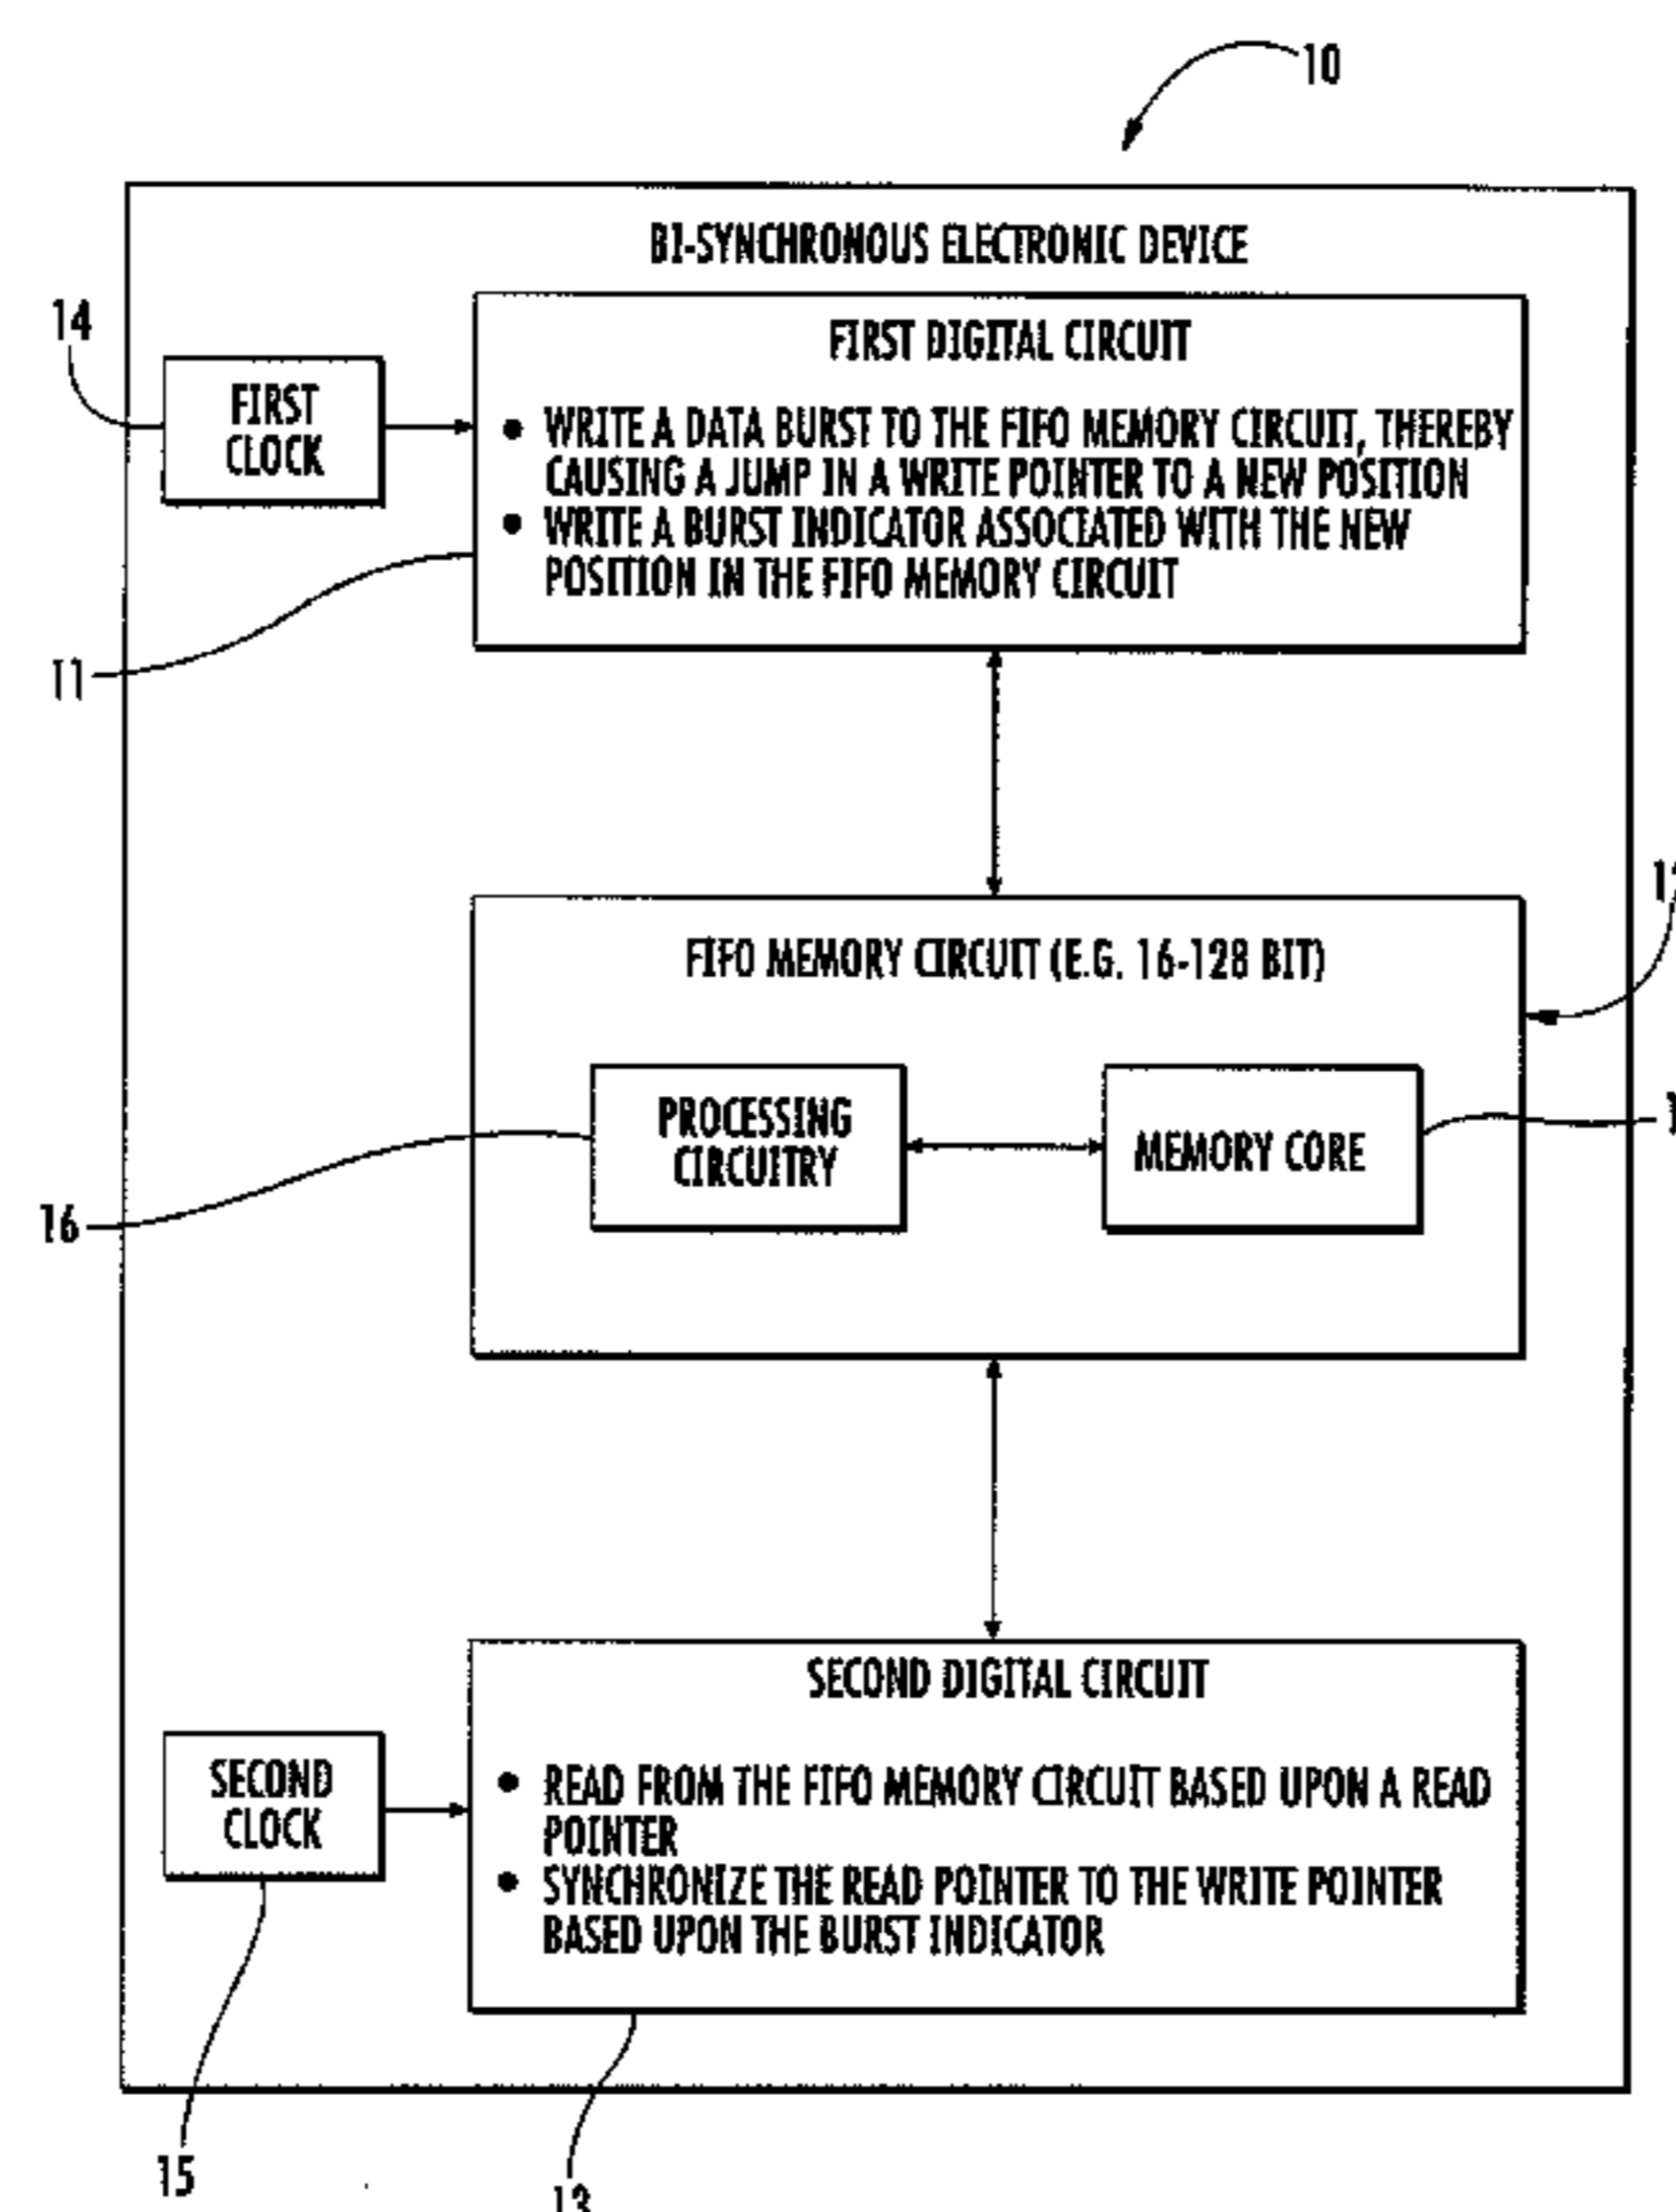 10
BI-SYNCHRONOUS ELECTRONIC DEVICE
14
FIRST
CLOCK
FIRST DIGITAL CIRCUIT
● WRITE A DATA BURST TO THE FIFO MEMORY CIRCUIT, THEREBY
CAUSING A JUMP IN A WRITE POINTER TO A NEW POSITION
● WRITE A BURST INDICATOR ASSOCIATED WITH THE NEW
POSITION IN THE FIFO MEMORY CIRCUIT
11
FIFO MEMORY CIRCUIT (E.G. 16-128 BIT)
PROCESSING
CIRCUITRY
MEMORY CORE
16
SECOND DIGITAL CIRCUIT
SECOND
CLOCK
● READ FROM THE FIFO MEMORY CIRCUIT BASED UPON A READ
POINTER
● SYNCHRONIZE THE READ POINTER TO THE WRITE POINTER
BASED UPON THE BURST INDICATOR
15
13